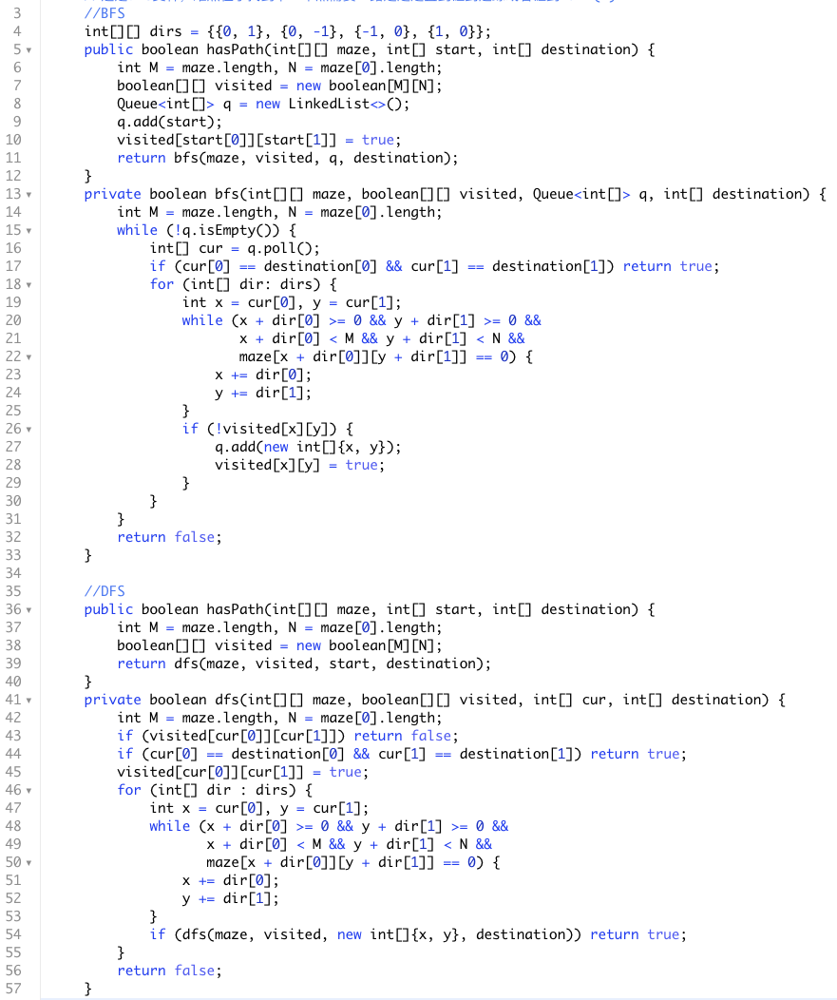 3 //BFS
4 int[][] dirs = {{0, 1}, {0, -1}, {-1, 0}, {1, 0}};
5 public boolean hasPath(int[][] maze, int[] start, int[] destination) {
6 int M = maze.length, N = maze[0].length;
7 boolean[][] visited = new boolean[M][N];
8 Queue<int[]> q = new LinkedList<>();
9 q.add(start);
10 visited[start[0]][start[1]] = true;
11 return bfs(maze, visited, q, destination);
12 }
13 private boolean bfs(int[][] maze, boolean[][] visited, Queue<int[]> q, int[] destination) {
14 int M = maze.length, N = maze[0].length;
15 while (!q.isEmpty()) {
16 int[] cur = q.poll();
17 if (cur[0] == destination[0] && cur[1] == destination[1]) return true;
18 for (int[] dir: dirs) {
19 int x = cur[0], y = cur[1];
20 while (x + dir[0] >= 0 && y + dir[1] >= 0 &&
21 x + dir[0] < M && y + dir[1] < N &&
22 maze[x + dir[0]][y + dir[1]] == 0) {
23 x += dir[0];
24 y += dir[1];
25 }
26 if (!visited[x][y]) {
27 q.add(new int[]{x, y});
28 visited[x][y] = true;
29 }
30 }
31 }
32 return false;
33 }
34
35 //DFS
36 public boolean hasPath(int[][] maze, int[] start, int[] destination) {
37 int M = maze.length, N = maze[0].length;
38 boolean[][] visited = new boolean[M][N];
39 return dfs(maze, visited, start, destination);
40 }
41 private boolean dfs(int[][] maze, boolean[][] visited, int[] cur, int[] destination) {
42 int M = maze.length, N = maze[0].length;
43 if (visited[cur[0]][cur[1]]) return false;
44 if (cur[0] == destination[0] && cur[1] == destination[1]) return true;
45 visited[cur[0]][cur[1]] = true;
46 for (int[] dir : dirs) {
47 int x = cur[0], y = cur[1];
48 while (x + dir[0] >= 0 && y + dir[1] >= 0 &&
49 x + dir[0] < M && y + dir[1] < N &&
50 maze[x + dir[0]][y + dir[1]] == 0) {
51 x += dir[0];
52 y += dir[1];
53 }
54 if (dfs(maze, visited, new int[]{x, y}, destination)) return true;
55 }
56 return false;
57 }